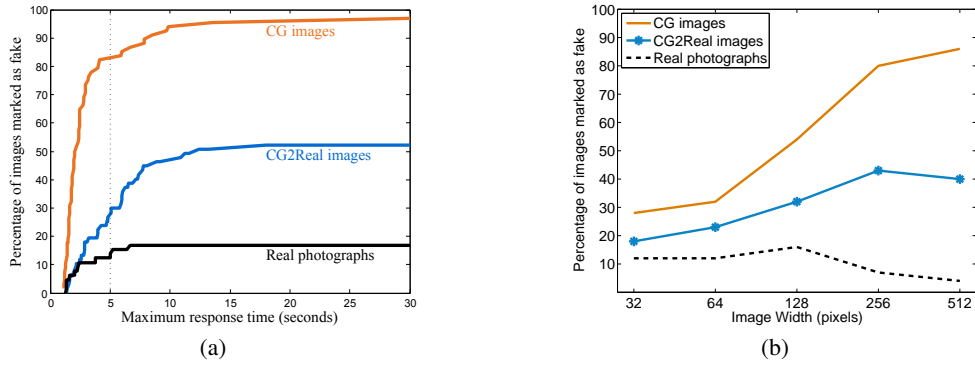 Percentage of images marked as fake
100
90
80
70
60
50
40
30
20
10
0
CG images
CG2Real images
Real photographs
0
5
10
15
20
25
30
Maximum response time (seconds)
(a)
Percentage of images marked as fake
100
90
80
70
60
50
40
30
20
10
CG images
CG2Real images
Real photographs
32
64
128
256
512
Image Width (pixels)
(b)